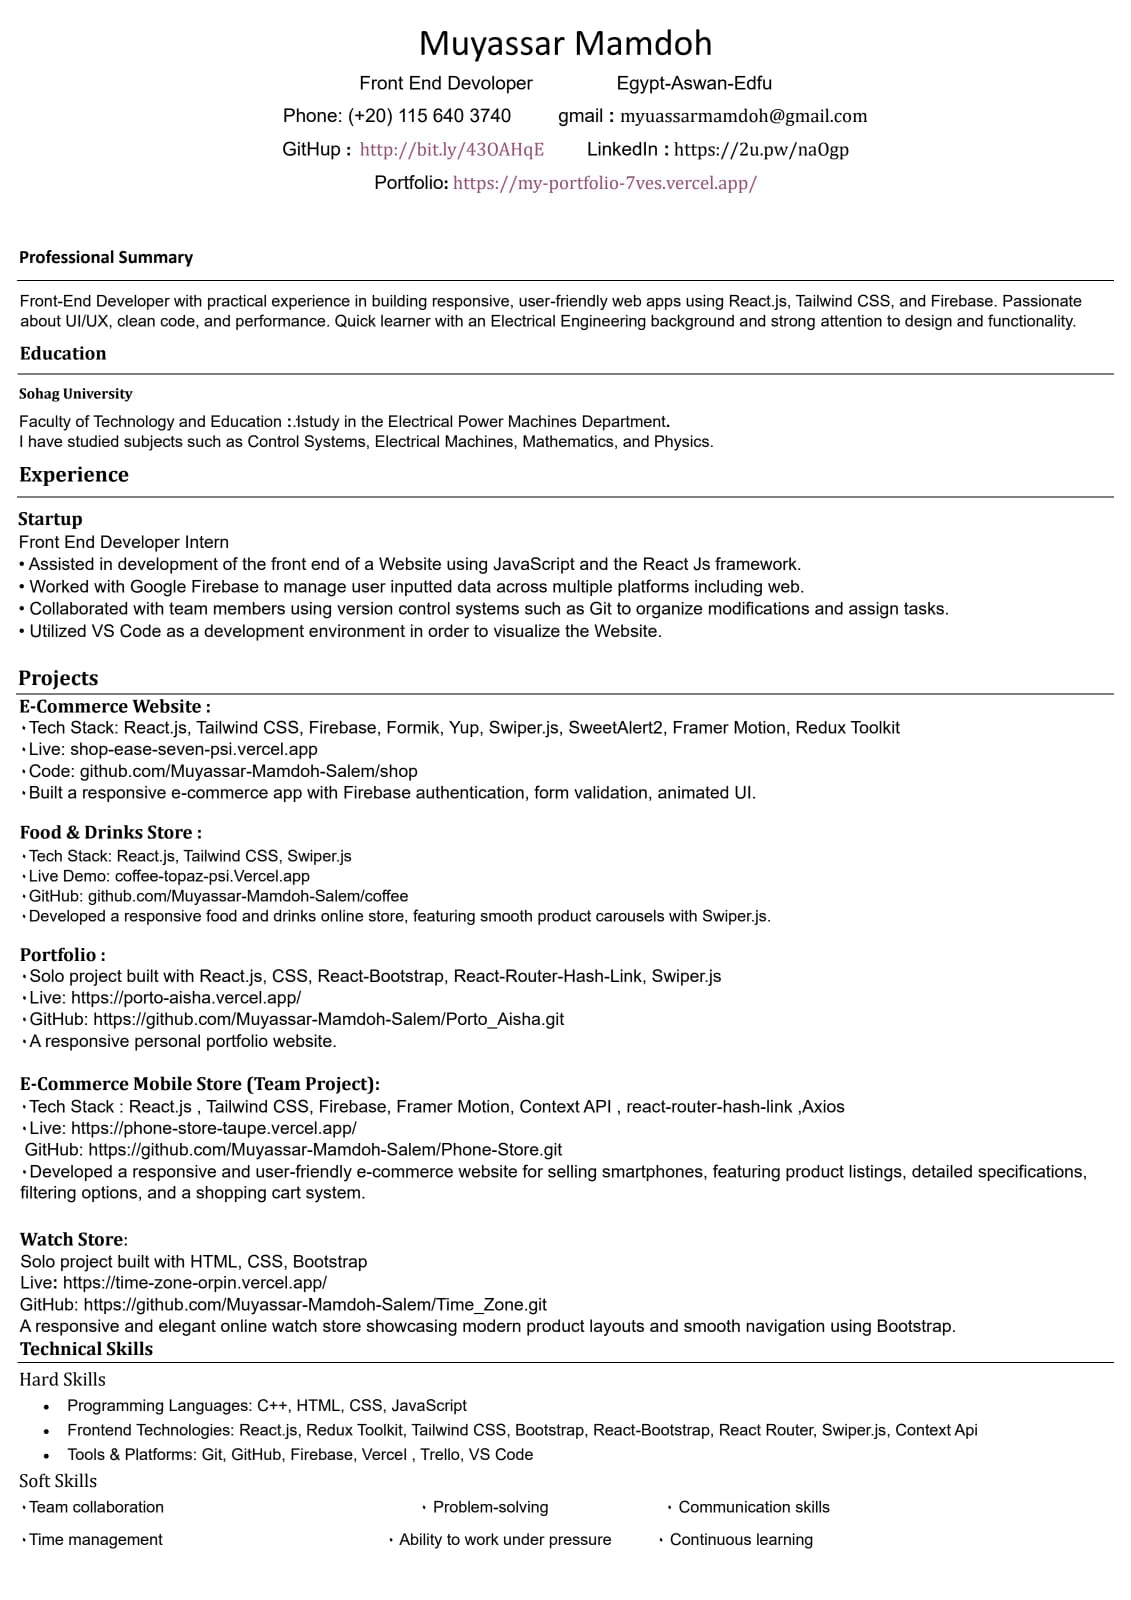 Muyassar Mamdoh
Front End Devoloper Egypt-Aswan-Edfu
Phone: (+20) 115 640 3740 gmail : myuassarmamdoh@gmail.com
GitHup : http://bit.ly/43OAHqE LinkedIn : https://2u.pw/naOgp
Portfolio: https://my-portfolio-7ves.vercel.app/
Professional Summary
Front-End Developer with practical experience in building responsive, user-friendly web apps using React.js, Tailwind CSS, and Firebase. Passionate
about UI/UX, clean code, and performance. Quick learner with an Electrical Engineering background and strong attention to design and functionality.
Education
Sohag University
Faculty of Technology and Education :.Istudy in the Electrical Power Machines Department.
I have studied subjects such as Control Systems, Electrical Machines, Mathematics, and Physics.
Experience
Startup
Front End Developer Intern
• Assisted in development of the front end of a Website using JavaScript and the React Js framework.
• Worked with Google Firebase to manage user inputted data across multiple platforms including web.
• Collaborated with team members using version control systems such as Git to organize modifications and assign tasks.
• Utilized VS Code as a development environment in order to visualize the Website.
Projects
E-Commerce Website :
· Tech Stack: React.js, Tailwind CSS, Firebase, Formik, Yup, Swiper.js, SweetAlert2, Framer Motion, Redux Toolkit
· Live: shop-ease-seven-psi.vercel.app
· Code: github.com/Muyassar-Mamdoh-Salem/shop
· Built a responsive e-commerce app with Firebase authentication, form validation, animated UI.
Food & Drinks Store :
· Tech Stack: React.js, Tailwind CSS, Swiper.js
· Live Demo: coffee-topaz-psi.Vercel.app
· GitHub: github.com/Muyassar-Mamdoh-Salem/coffee
· Developed a responsive food and drinks online store, featuring smooth product carousels with Swiper.js.
Portfolio :
· Solo project built with React.js, CSS, React-Bootstrap, React-Router-Hash-Link, Swiper.js
· Live: https://porto-aisha.vercel.app/
· GitHub: https://github.com/Muyassar-Mamdoh-Salem/Porto_Aisha.git
· A responsive personal portfolio website.
E-Commerce Mobile Store (Team Project):
· Tech Stack : React.js , Tailwind CSS, Firebase, Framer Motion, Context API , react-router-hash-link ,Axios
· Live: https://phone-store-taupe.vercel.app/
GitHub: https://github.com/Muyassar-Mamdoh-Salem/Phone-Store.git
· Developed a responsive and user-friendly e-commerce website for selling smartphones, featuring product listings, detailed specifications,
filtering options, and a shopping cart system.
Watch Store:
Solo project built with HTML, CSS, Bootstrap
Live: https://time-zone-orpin.vercel.app/
GitHub: https://github.com/Muyassar-Mamdoh-Salem/Time_Zone.git
A responsive and elegant online watch store showcasing modern product layouts and smooth navigation using Bootstrap.
Technical Skills
Hard Skills
• Programming Languages: C++, HTML, CSS, JavaScript
• Frontend Technologies: React.js, Redux Toolkit, Tailwind CSS, Bootstrap, React-Bootstrap, React Router, Swiper.js, Context Api
• Tools & Platforms: Git, GitHub, Firebase, Vercel , Trello, VS Code
Soft Skills
· Team collaboration · Problem-solving · Communication skills
· Time management · Ability to work under pressure · Continuous learning